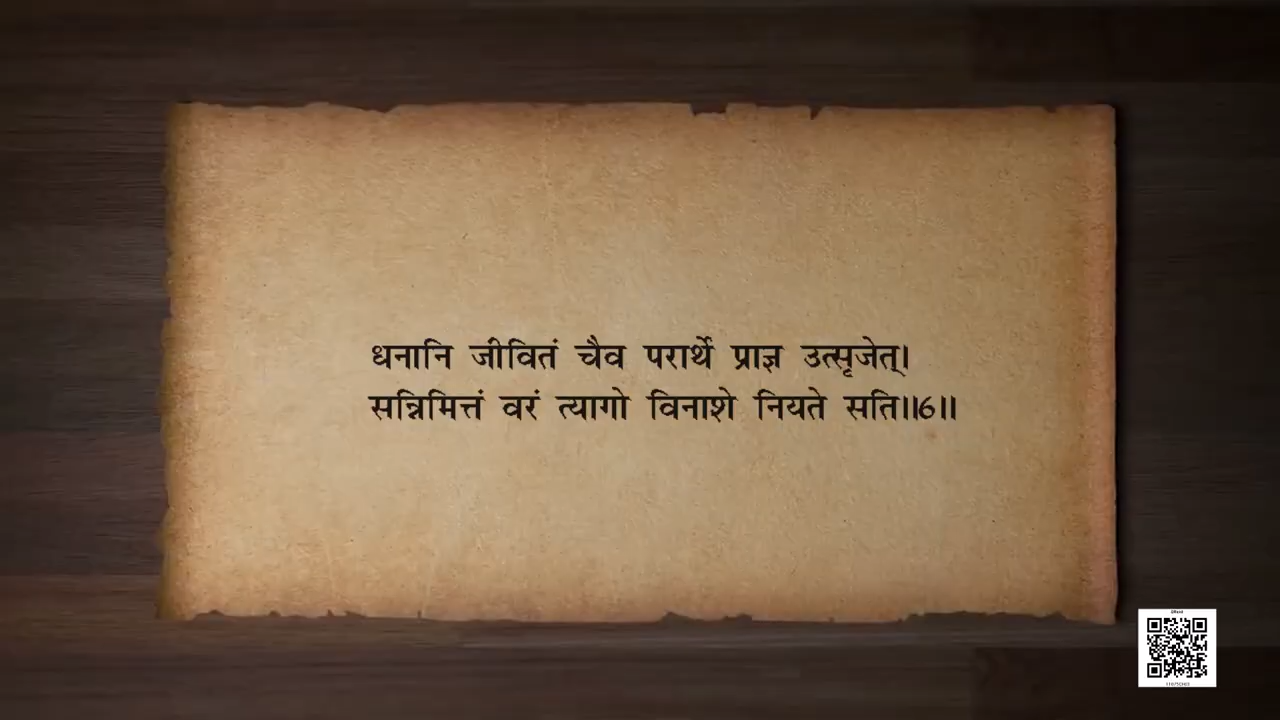 धनानि जीवितं चैव परार्थे प्राज्ञ उत्सृजेत्।
सन्निमित्तं वरं त्यागो विनाशे नियते सति॥6॥